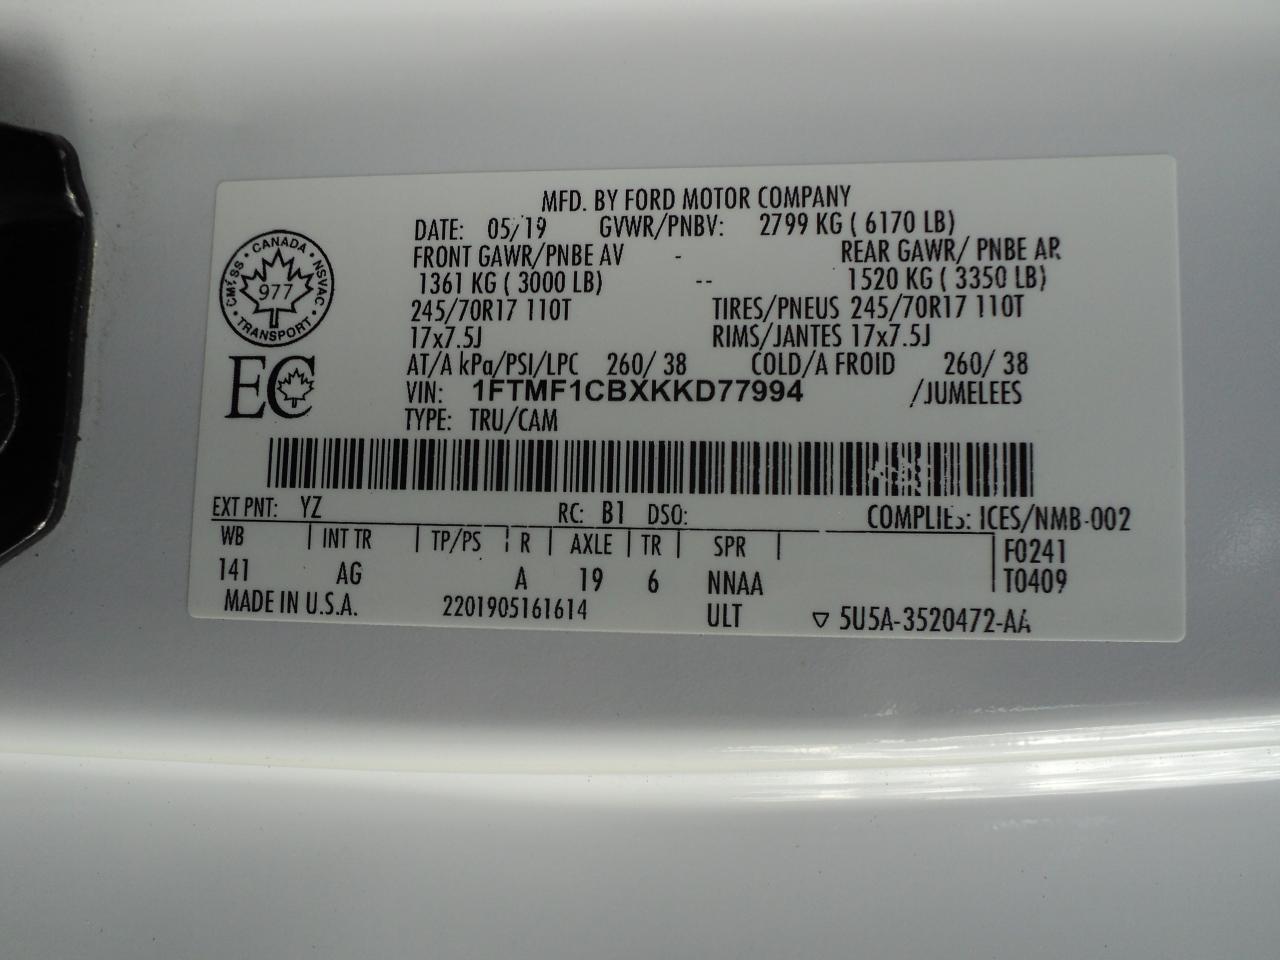 MFD. BY FORD MOTOR COMPANY
DATE: 05/19 GVWR/PNBV: 2799 KG ( 6170 LB)
FRONT GAWR/PNBE AV - REAR GAWR/ PNBE AR
1361 KG ( 3000 LB) -- 1520 KG ( 3350 LB)
245/70R17 110T TIRES/PNEUS 245/70R17 110T
17x7.5J RIMS/JANTES 17x7.5J
AT/A kPa/PSI/LPC 260/ 38 COLD/A FROID 260/ 38
VIN: 1FTMF1CBXKKD77994 /JUMELEES
TYPE: TRU/CAM
CANADA
CMVSS 977 NSVAC
TRANSPORT
EC
EXT PNT: YZ RC: B1 DSO: COMPLIES: ICES/NMB-002
WB | INT TR | TP/PS | R | AXLE | TR | SPR | F0241
141 AG A 19 6 NNAA T0409
MADE IN U.S.A. 2201905161614 ULT ▽ 5U5A-3520472-AA